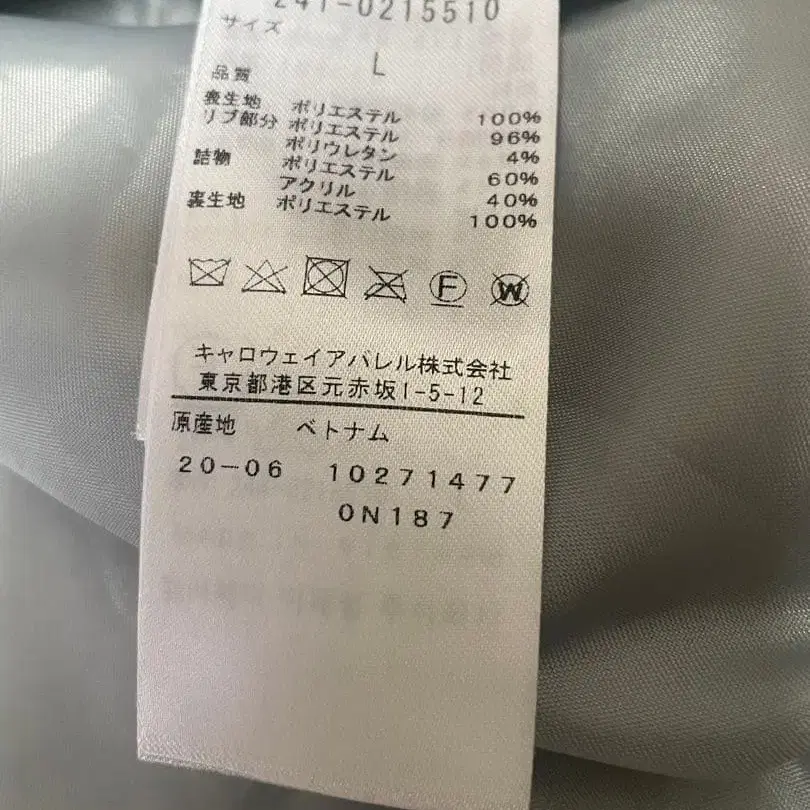 241-0215510
サイズ
L
品質
表生地 ポリエステル 100%
リブ部分 ポリエステル 96%
ポリウレタン 4%
詰物 ポリエステル 60%
アクリル 40%
裏生地 ポリエステル 100%
F W
キャロウェイアパレル株式会社
東京都港区元赤坂1-5-12
原産地 ベトナム
20-06 10271477
0N187